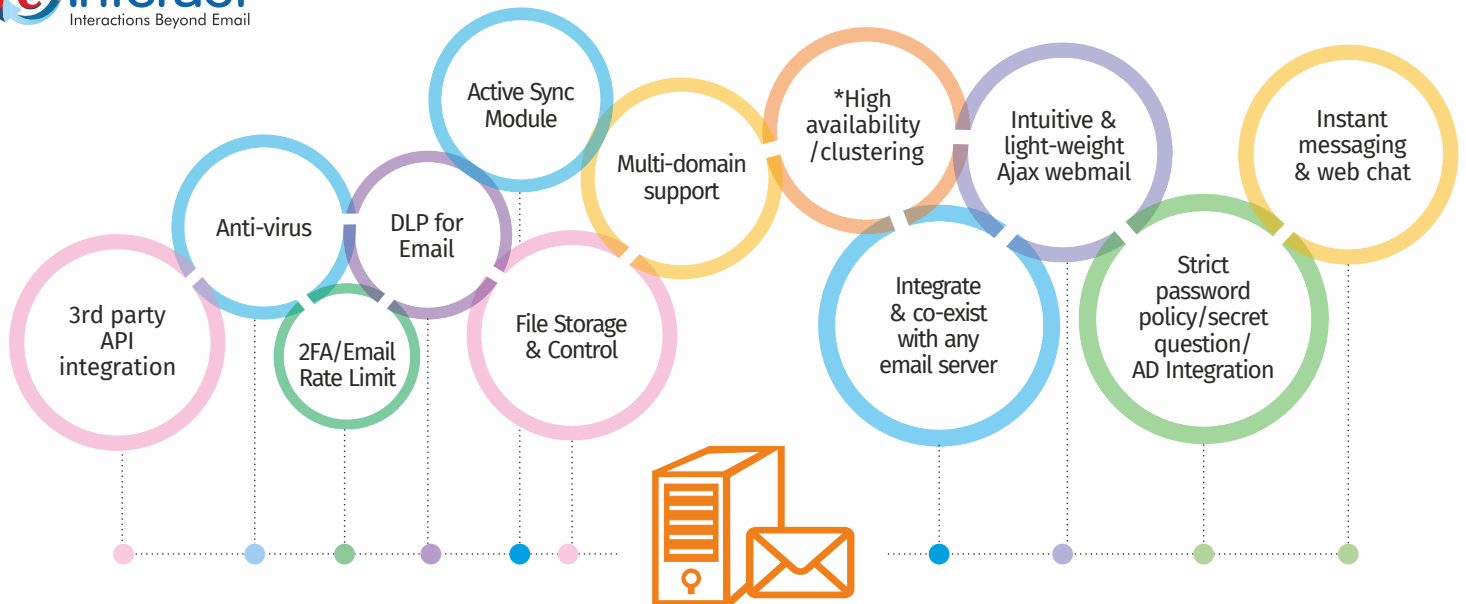 Interactions Beyond Email
3rd party
API
integration
Anti-virus
2FA/Email
Rate Limit
DLP for
Email
Active Sync
Module
File Storage
& Control
Multi-domain
support
*High
availability
/clustering
Integrate
& co-exist
with any
email server
Intuitive &
light-weight
Ajax webmail
Strict
password
policy/secret
question/
AD Integration
Instant
messaging
& web chat